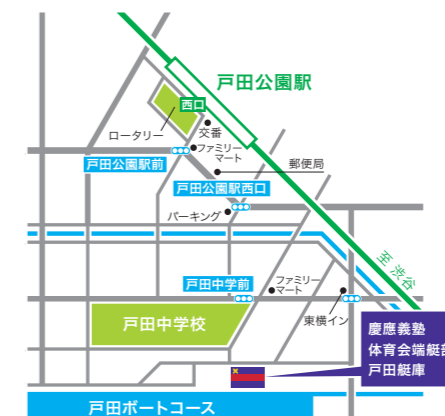 戸田公園駅
西口
ロータリー
交番
ファミリー
マート
戸田公園駅前
郵便局
戸田公園駅西口
パーキング
至 渋谷
戸田中学前
ファミリー
マート
東横イン
戸田中学校
慶應義塾
体育会端艇部
戸田艇庫
戸田ボートコース